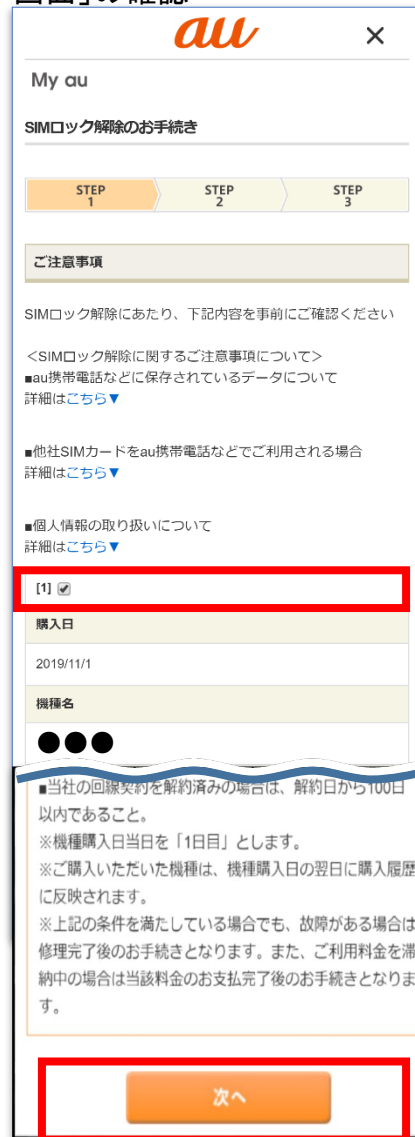 au
×
My au
SIMロック解除のお手続き
STEP
1
STEP
2
STEP
3
ご注意事項
SIMロック解除にあたり、下記内容を事前にご確認ください
<SIMロック解除に関するご注意事項について>
■au携帯電話などに保存されているデータについて
詳細はこちら▼
■他社SIMカードをau携帯電話などでご利用される場合
詳細はこちら▼
■個人情報の取り扱いについて
詳細はこちら▼
[1]
購入日
2019/11/1
機種名
●●●
■当社の回線契約を解約済みの場合は、解約日から100日
以内であること。
※機種購入日当日を「1日目」とします。
※ご購入いただいた機種は、機種購入日の翌日に購入履歴
に反映されます。
※上記の条件を満たしている場合でも、故障がある場合は
修理完了後のお手続きとなります。また、ご利用料金を滞
納中の場合は当該料金のお支払完了後のお手続きとなりま
す。
次へ